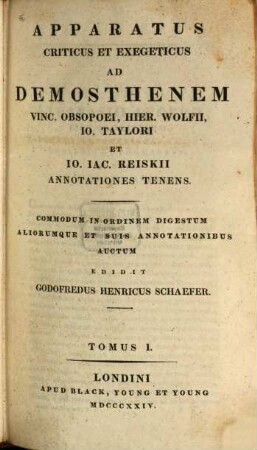 APPARATUS
CRITICUS ET EXEGETICUS
AD
DEMOSTHENEM
VINC. OBSOPOEI, HIER. WOLFII,
IO. TAYLORI
ET
IO. IAC. REISKII
ANNOTATIONES TENENS.
COMMODUM IN ORDINEM DIGESTUM
ALIORUMQUE ET SUIS ANNOTATIONIBUS
AUCTUM
EDIDIT
GODOFREDUS HENRICUS SCHAEFER.
TOMUS I.
LONDINI
APUD BLACK, YOUNG ET YOUNG
MDCCCXXIV.